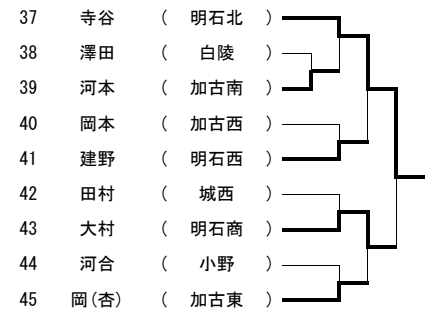 37 寺谷 ( 明石北 )
38 澤田 ( 白陵 )
39 河本 ( 加古南 )
40 岡本 ( 加古西 )
41 建野 ( 明石西 )
42 田村 ( 城西 )
43 大村 ( 明石商 )
44 河合 ( 小野 )
45 岡(杏) ( 加古東 )